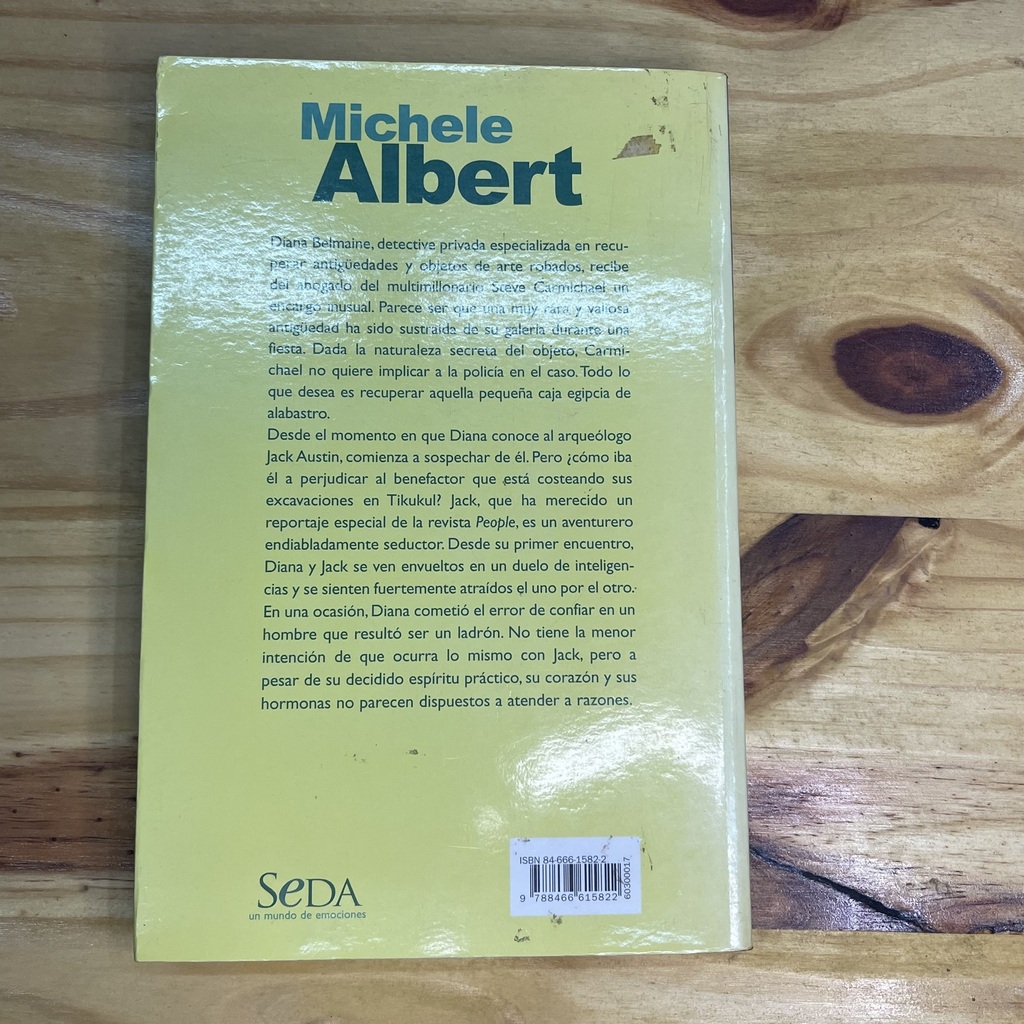 Michele
Albert
Diana Belmaine, detective privada especializada en recu-
perar antigüedades y objetos de arte robados, recibe
del abogado del multimillonario Steve Carmichael un
encargo inusual. Parece ser que una muy rara y valiosa
antigüedad ha sido sustraída de su galería durante una
fiesta. Dada la naturaleza secreta del objeto, Carmi-
chael no quiere implicar a la policía en el caso. Todo lo
que desea es recuperar aquella pequeña caja egipcia de
alabastro.
Desde el momento en que Diana conoce al arqueólogo
Jack Austin, comienza a sospechar de él. Pero ¿cómo iba
él a perjudicar al benefactor que está costeando sus
excavaciones en Tikukul? Jack, que ha merecido un
reportaje especial de la revista People, es un aventurero
endiabladamente seductor. Desde su primer encuentro,
Diana y Jack se ven envueltos en un duelo de inteligen-
cias y se sienten fuertemente atraídos el uno por el otro.
En una ocasión, Diana cometió el error de confiar en un
hombre que resultó ser un ladrón. No tiene la menor
intención de que ocurra lo mismo con Jack, pero a
pesar de su decidido espíritu práctico, su corazón y sus
hormonas no parecen dispuestos a atender a razones.
ISBN 84-666-1582-2
9 788466 615822
60300017
SeDA
un mundo de emociones